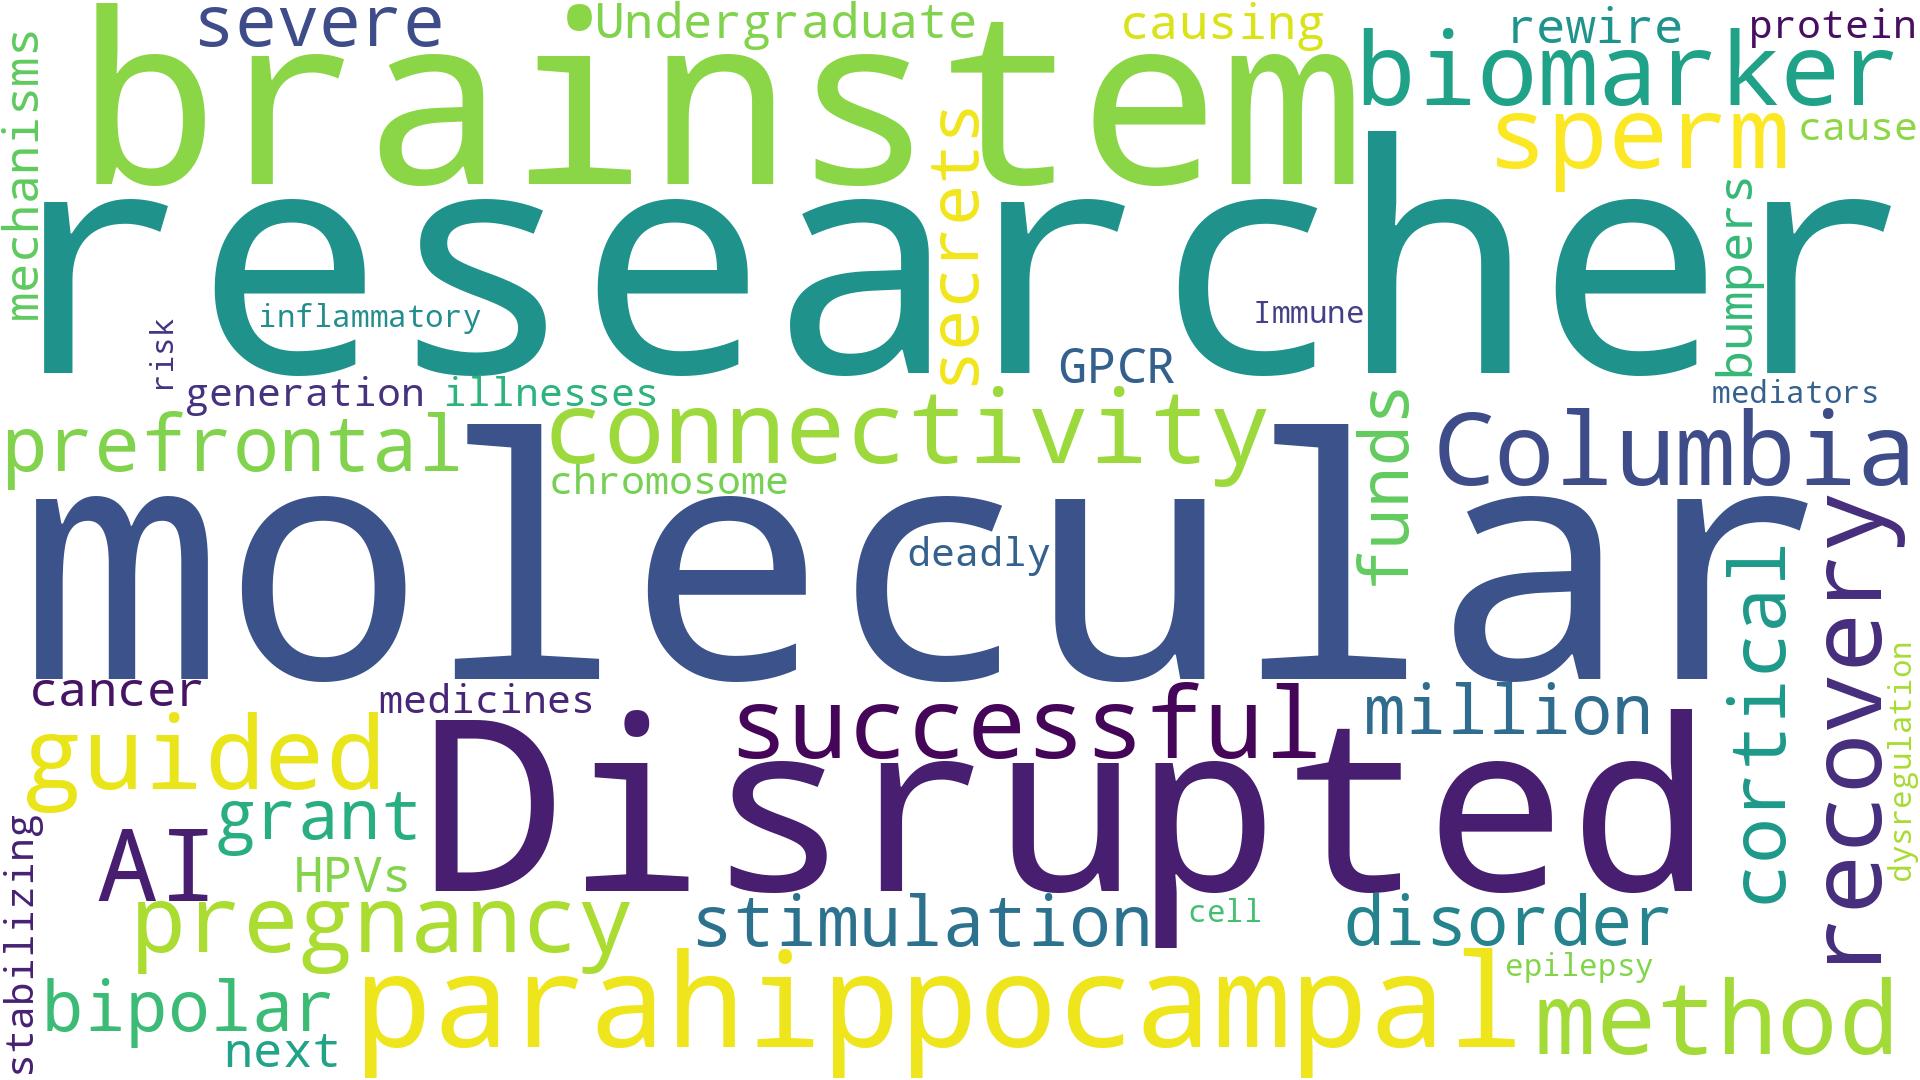 severe
Undergraduate
causing
rewire
protein
brainstem
biomarker
mechanisms
secrets
sperm
cause
researcher
bumpers
inflammatory
Immune
risk
GPCR
generation
illnesses
mediators
prefrontal
connectivity
funds
Columbia
chromosome
molecular
deadly
recovery
cortical
cancer
medicines
successful
million
dysregulation
guided
Disrupted
grant
AI
HPVs
stabilizing
pregnancy
stimulation
cell
disorder
parahippocampal
epilepsy
bipolar
method
next